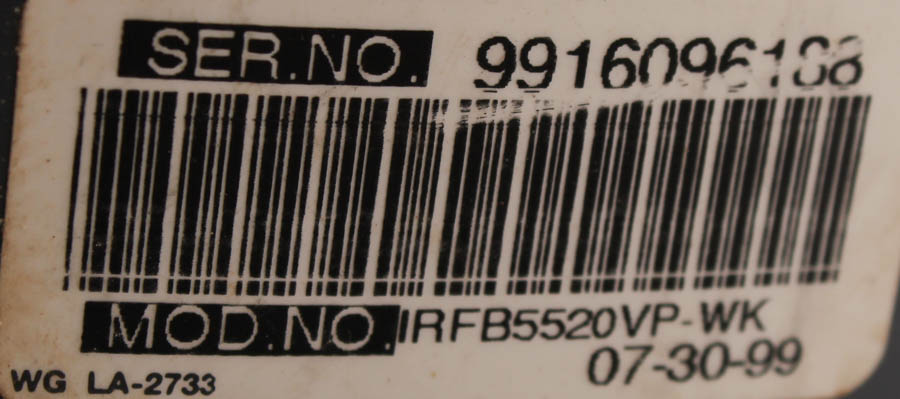 SER.NO. 9916096188
MOD.NO. IRFB5520VP-WK
07-30-99
WG LA-2733